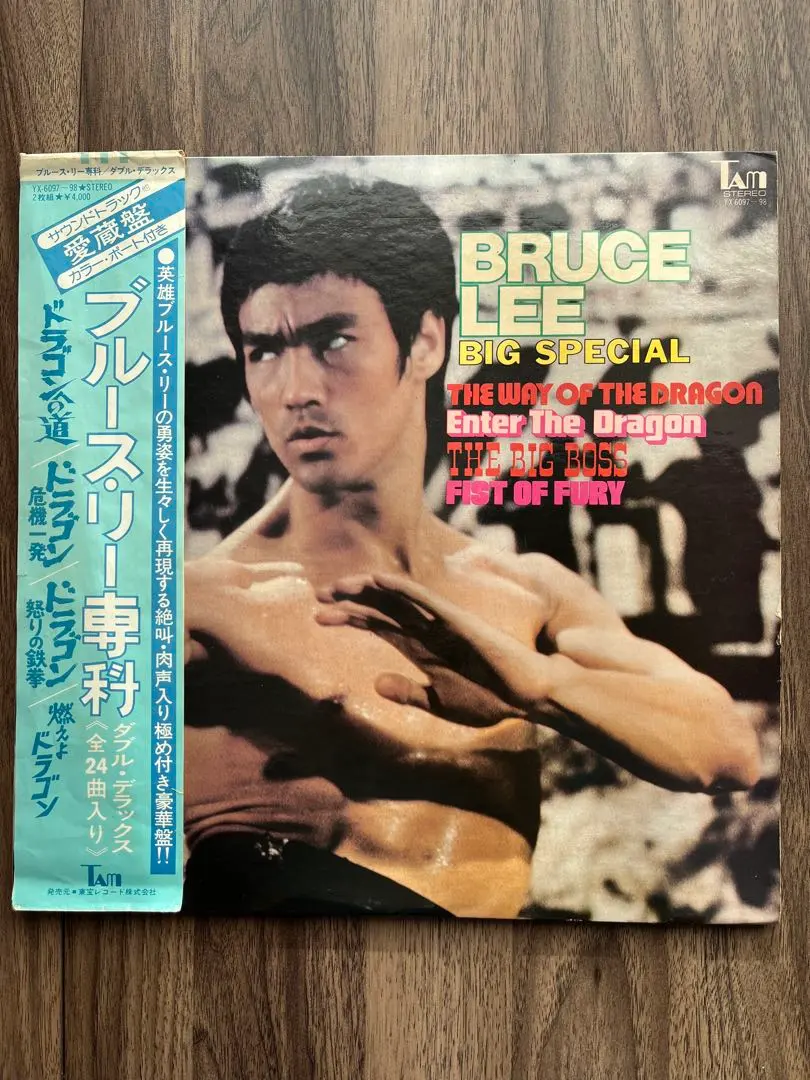 ブルース・リー専科/ダブル・デラックス
YX-6097~98★STEREO
2枚組★¥4,000
サウンドトラック
愛蔵盤
カラー・ポート付き
●英雄ブルース・リーの勇姿を生々しく再現する絶叫・肉声入り極め付き豪華盤!!
ブルース・リー専科
ダブル・デラックス
《全24曲入り》
ドラゴンへの道/
ドラゴン
危機一発/
ドラゴン
怒りの鉄拳/
燃えよ
ドラゴン
TAM
発売元■東宝レコード株式会社
TAM
STEREO
YX-6097~98
BRUCE
LEE
BIG SPECIAL
THE WAY OF THE DRAGON
Enter The Dragon
THE BIG BOSS
FIST OF FURY